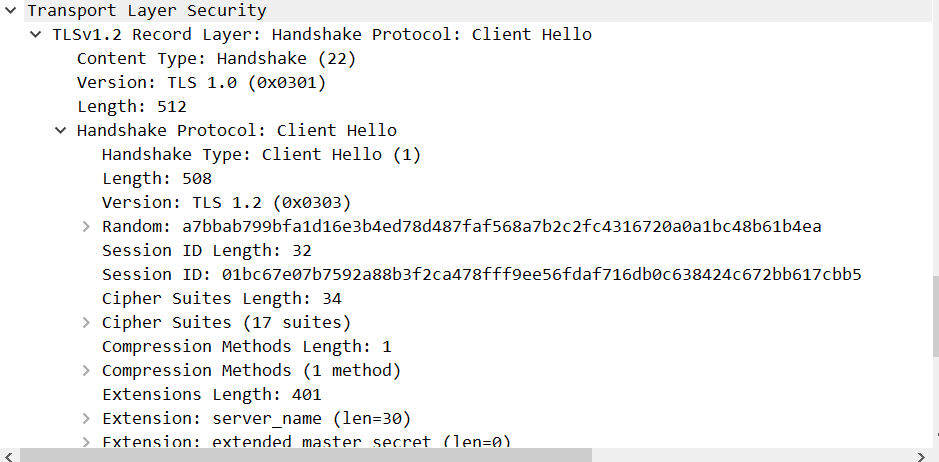 Transport Layer Security
TLSv1.2 Record Layer: Handshake Protocol: Client Hello
Content Type: Handshake (22)
Version: TLS 1.0 (0x0301)
Length: 512
Handshake Protocol: Client Hello
Handshake Type: Client Hello (1)
Length: 508
Version: TLS 1.2 (0x0303)
Random: a7bbab799bfa1d16e3b4ed78d487faf568a7b2c2fc4316720a0a1bc48b61b4ea
Session ID Length: 32
Session ID: 01bc67e07b7592a88b3f2ca478fff9ee56fdaf716db0c638424c672bb617cbb5
Cipher Suites Length: 34
Cipher Suites (17 suites)
Compression Methods Length: 1
Compression Methods (1 method)
Extensions Length: 401
Extension: server_name (len=30)
Extension: extended_master_secret (len=0)